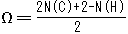 Ω = 2N(C)+2-N(H) / 2